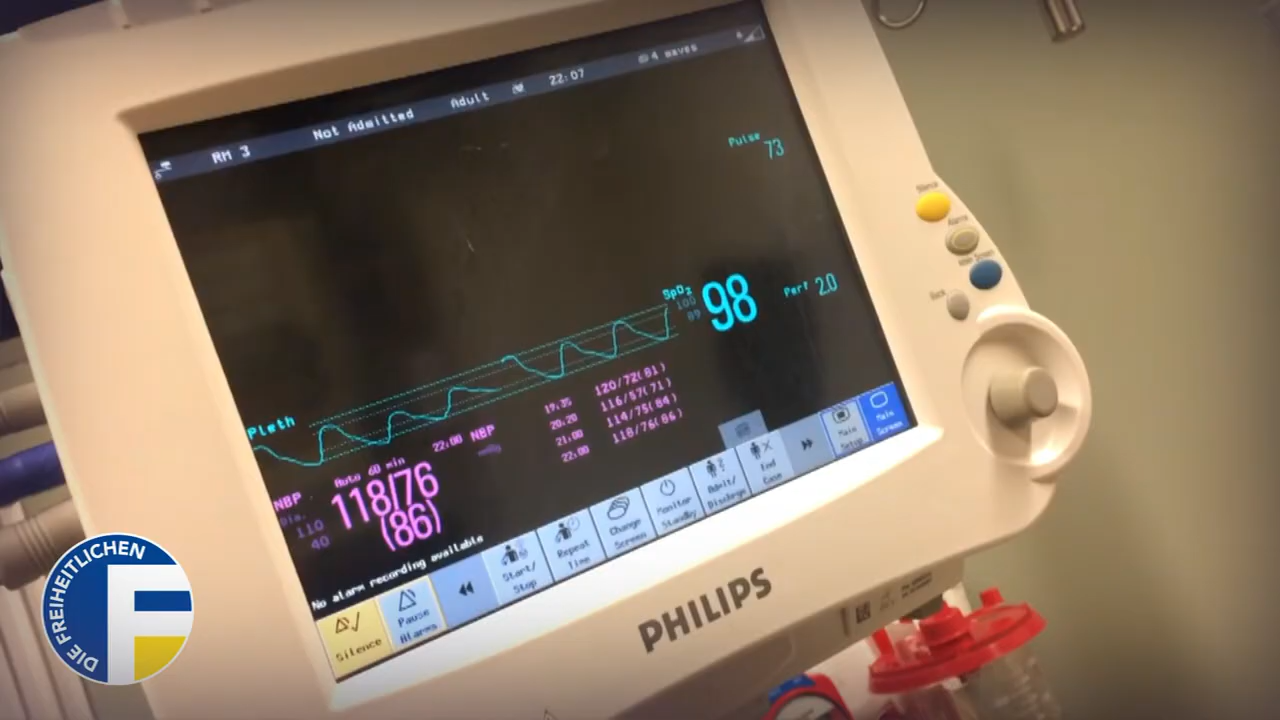 RM 3
Not Admitted
Adult
22:07
4 waves
Pulse
73
SpO₂
100
89
98
Perf 2.0
Pleth
NBP
Dia.
110
40
Auto 60 min
22:00 NBP
118/76
(86)
19:35 120/72(81)
20:20 116/57(71)
21:00 114/75(84)
22:00 118/76(86)
No alarm recording available
Silence
Pause Alarms
Start/ Stop
Repeat Time
Change Screen
Monitor Standby
Admit/ Dischrge
End Case
Main Setup
Main Screen
Silence
Alarms
Main Screen
Back
PHILIPS
DIE FREIHEITLICHEN
F